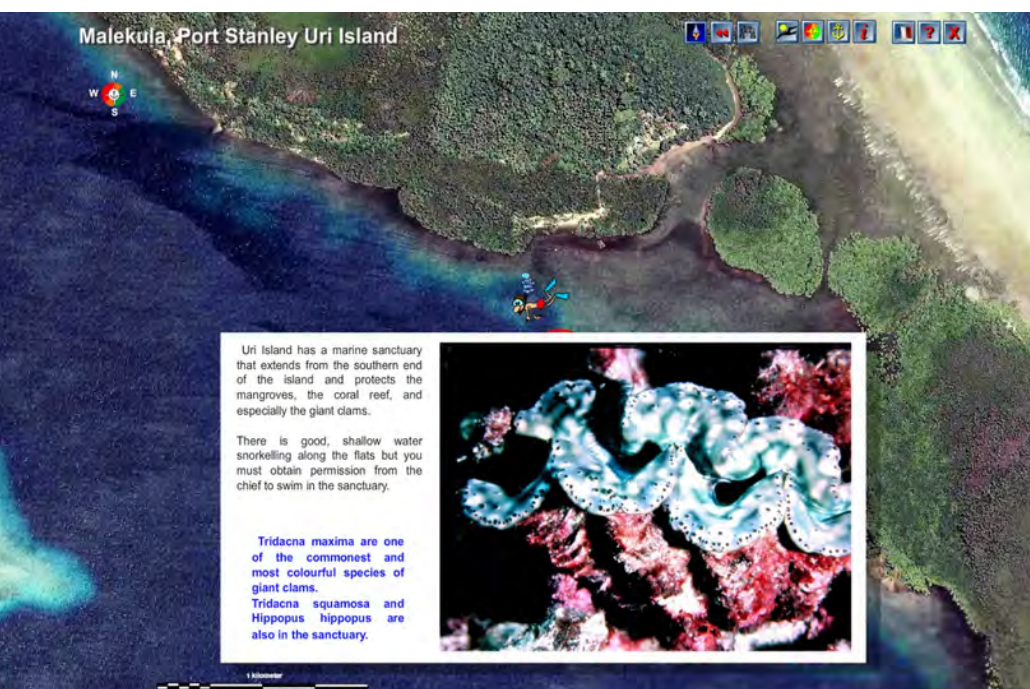 Malekula, Port Stanley Uri Island
N
W E
S
i ? X
Uri Island has a marine sanctuary
that extends from the southern end
of the island and protects the
mangroves, the coral reef, and
especially the giant clams.
There is good, shallow water
snorkelling along the flats but you
must obtain permission from the
chief to swim in the sanctuary.
Tridacna maxima are one
of the commonest and
most colourful species of
giant clams.
Tridacna squamosa and
Hippopus hippopus are
also in the sanctuary.
1 kilometer